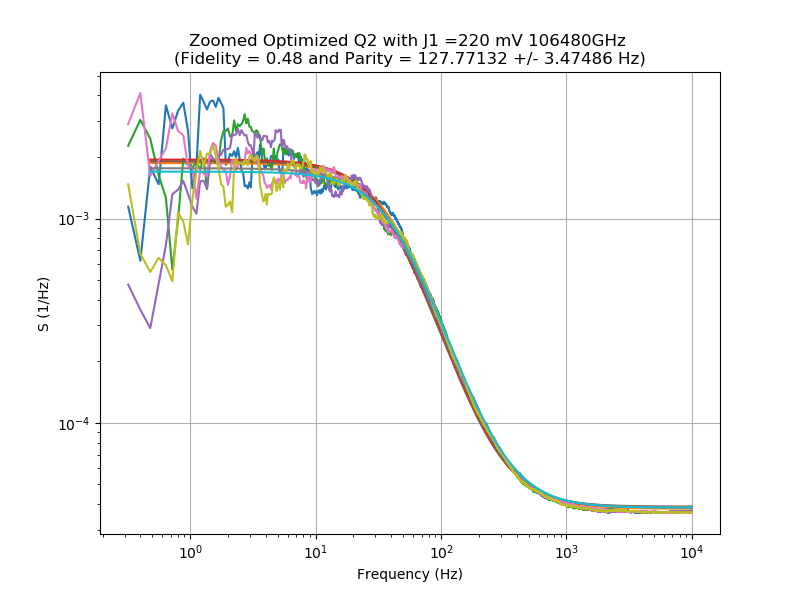 Zoomed Optimized Q2 with J1 =220 mV 106480GHz
(Fidelity = 0.48 and Parity = 127.77132 +/- 3.47486 Hz)
S (1/Hz)
10⁻³
10⁻⁴
10⁰ 10¹ 10² 10³ 10⁴
Frequency (Hz)